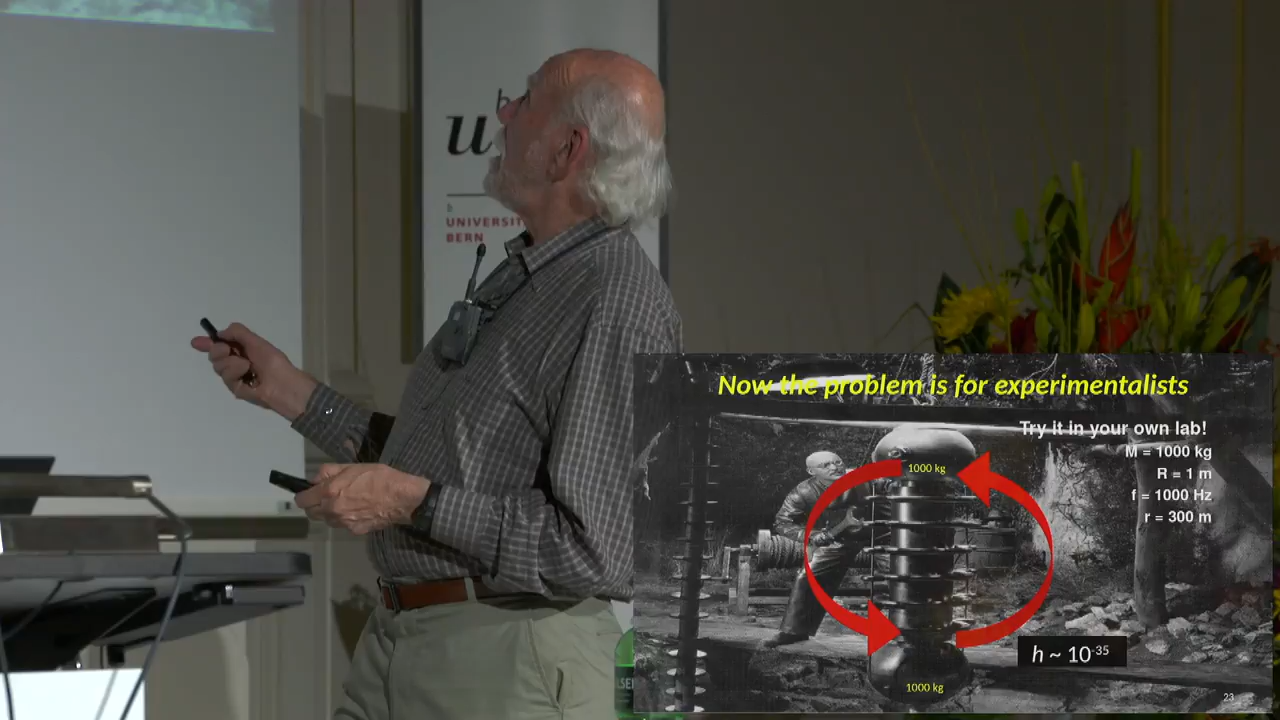 u
b
b
UNIVERSIT
BERN
Now the problem is for experimentalists
Try it in your own lab!
M = 1000 kg
R = 1 m
f = 1000 Hz
r = 300 m
1000 kg
h ~ 10⁻³⁵
1000 kg
23